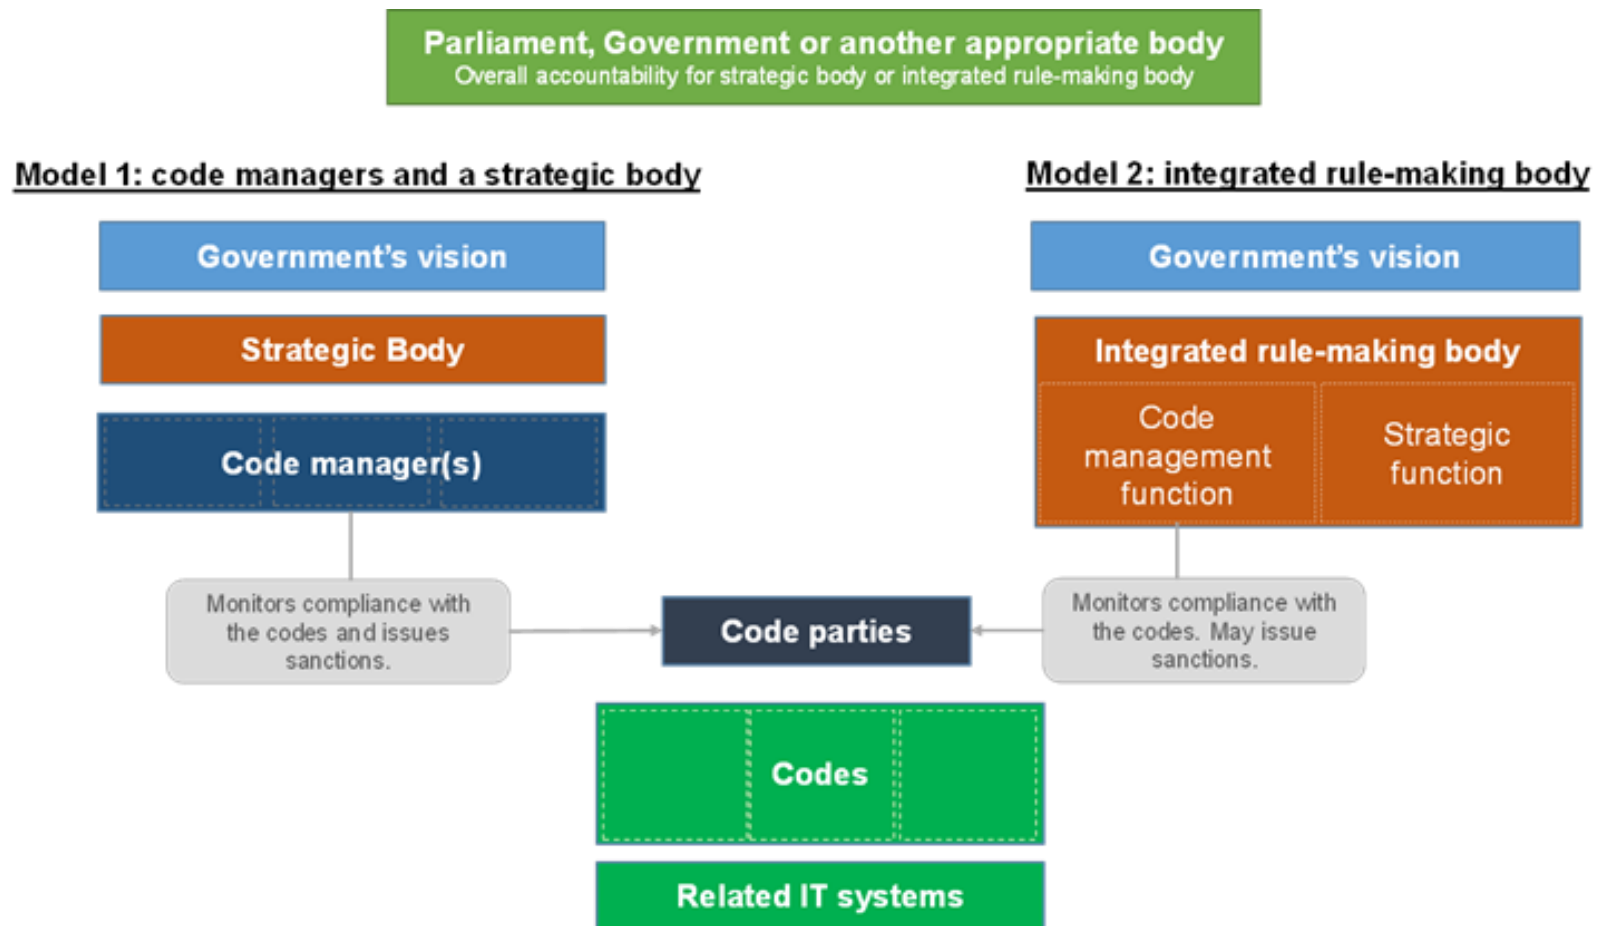 Parliament, Government or another appropriate body
Overall accountability for strategic body or integrated rule-making body
Model 1: code managers and a strategic body
Government's vision
Strategic Body
Code manager(s)
Monitors compliance with
the codes and issues
sanctions.
Model 2: integrated rule-making body
Government's vision
Integrated rule-making body
Code
management
function
Strategic
function
Monitors compliance with
the codes. May issue
sanctions.
Code parties
Codes
Related IT systems